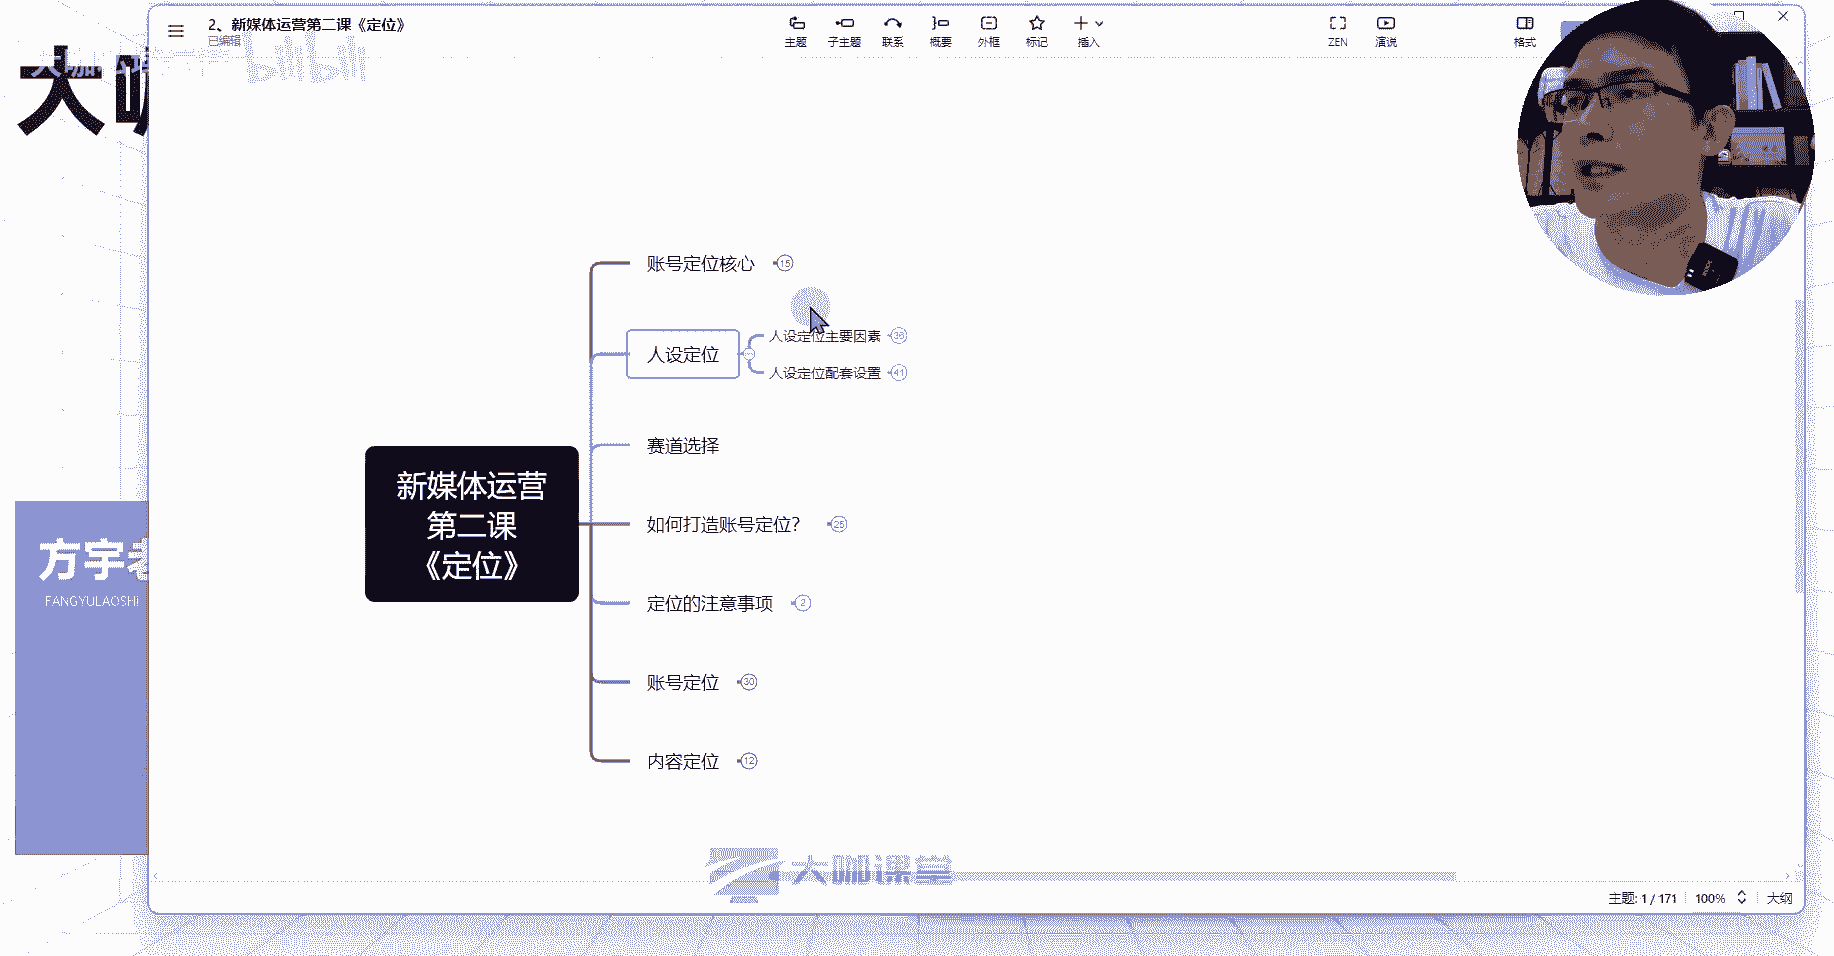 2、新媒体运营第二课《定位》
已编辑
主题
子主题
联系
概要
外框
标记
插入
ZEN
演说
格式
bilibili
大咖
账号定位核心 15
人设定位
人设定位主要因素 36
人设定位配套设置 41
赛道选择
新媒体运营
第二课
《定位》
如何打造账号定位? 25
定位的注意事项 2
账号定位 30
内容定位 12
方宇老
FANGYULAOSHI
大咖课堂
主题: 1 / 171
100%
大纲